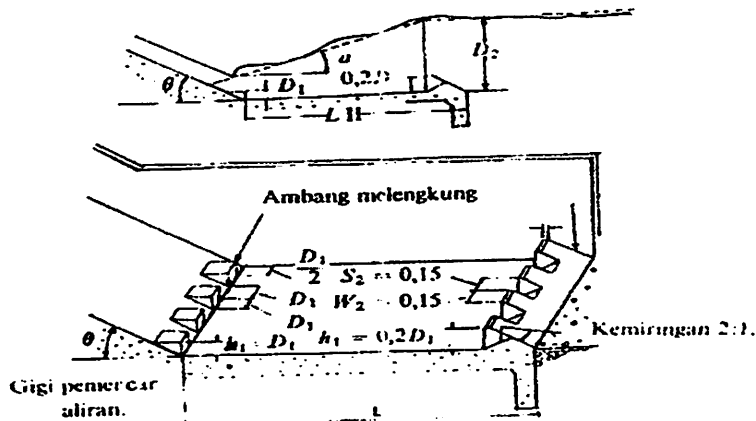 a
D₂
θ
D₁
0,2D
L II
Ambang melengkung
D₁
2 S₂ = 0,15
D₁ W₂ = 0,15
D₁
h₁ = D₁ h₁ = 0,2D₁
θ
Kemiringan 2:1.
Gigi pemencar
aliran.
L